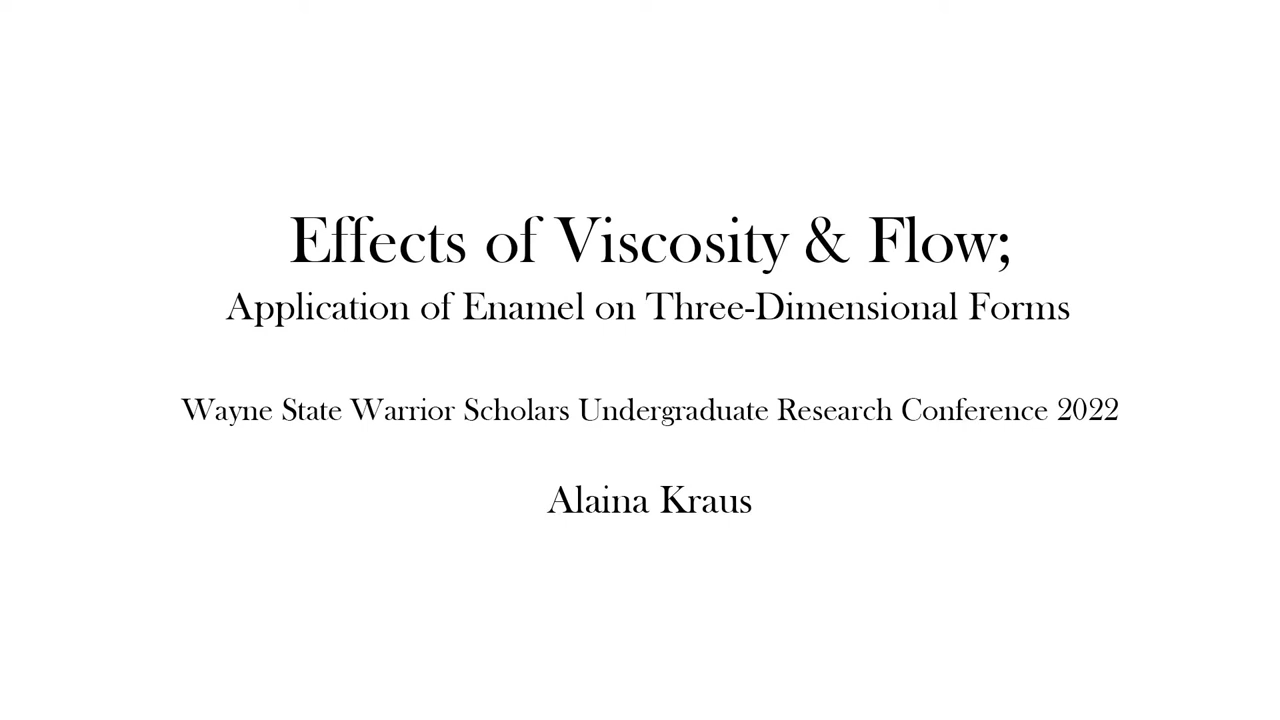 Effects of Viscosity & Flow;
Application of Enamel on Three-Dimensional Forms
Wayne State Warrior Scholars Undergraduate Research Conference 2022
Alaina Kraus